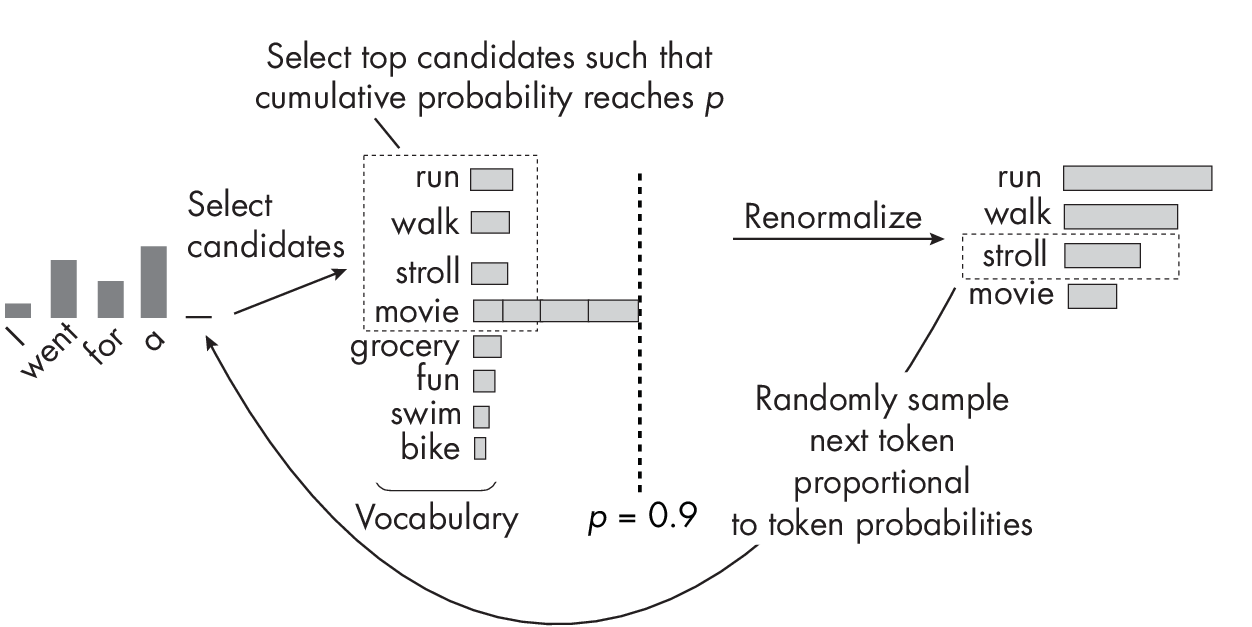 Select top candidates such that
cumulative probability reaches p
Select
candidates
I
went
for
a
run
walk
stroll
movie
grocery
fun
swim
bike
Vocabulary
p = 0.9
Renormalize
run
walk
stroll
movie
Randomly sample
next token
proportional
to token probabilities